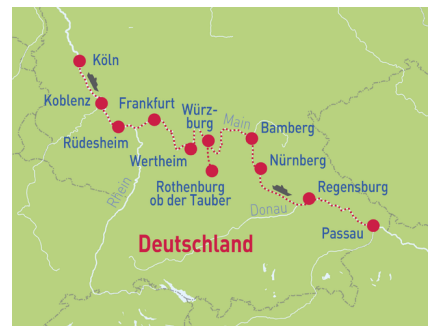 Köln
Koblenz
Frankfurt
Rüdesheim
Würz-
burg
Main
Bamberg
Wertheim
Nürnberg
Rhein
Rothenburg
ob der Tauber
Regensburg
Donau
Passau
Deutschland